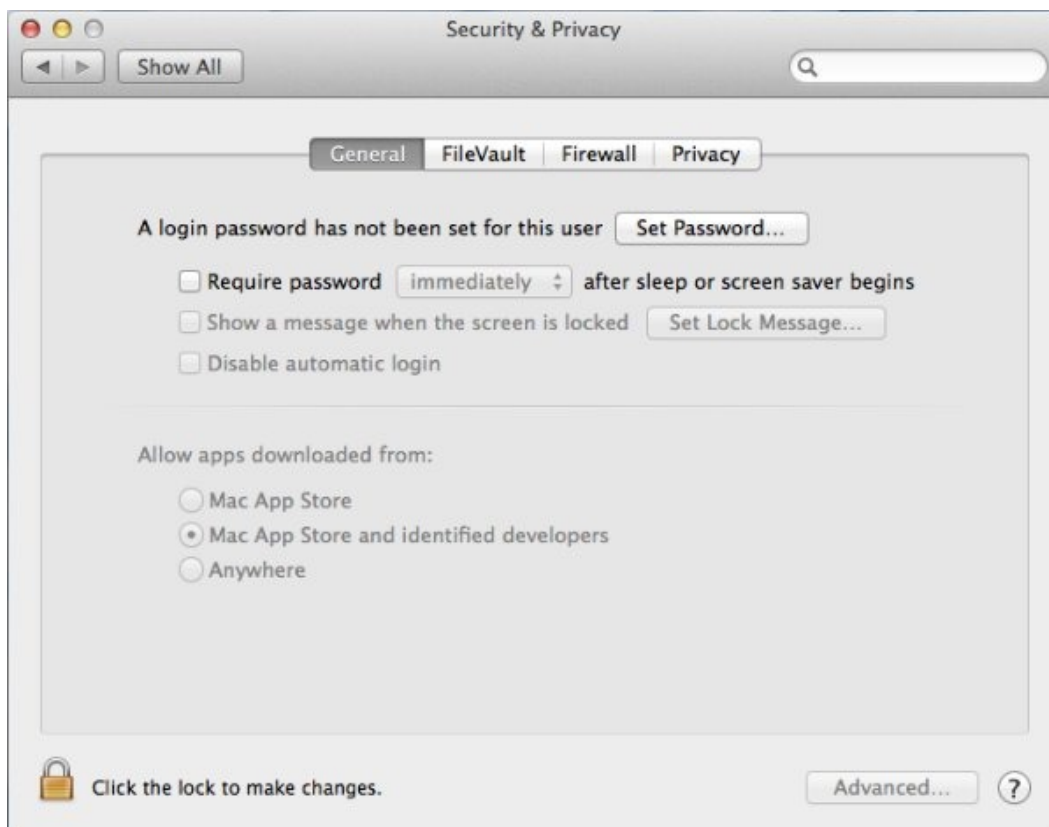 Security & Privacy
Show All
General FileVault Firewall Privacy
A login password has not been set for this user Set Password...
Require password immediately after sleep or screen saver begins
Show a message when the screen is locked Set Lock Message...
Disable automatic login
Allow apps downloaded from:
Mac App Store
Mac App Store and identified developers
Anywhere
Click the lock to make changes. Advanced... ?